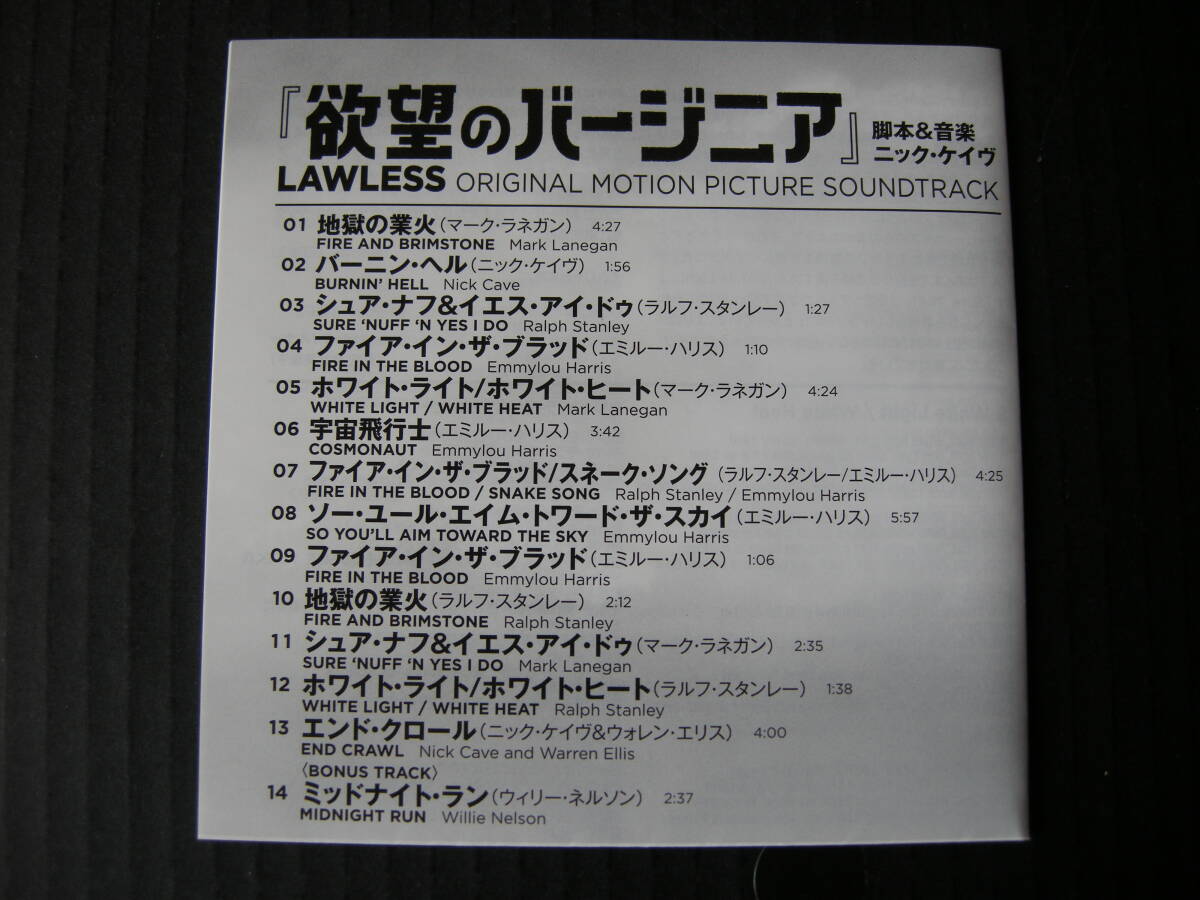 『欲望のバージニア』
脚本&音楽
ニック・ケイヴ
LAWLESS ORIGINAL MOTION PICTURE SOUNDTRACK
01 地獄の業火(マーク・ラネガン) 4:27
FIRE AND BRIMSTONE Mark Lanegan
02 バーニン・ヘル(ニック・ケイヴ) 1:56
BURNIN' HELL Nick Cave
03 シュア・ナフ&イエス・アイ・ドゥ(ラルフ・スタンレー) 1:27
SURE 'NUFF 'N YES I DO Ralph Stanley
04 ファイア・イン・ザ・ブラッド(エミルー・ハリス) 1:10
FIRE IN THE BLOOD Emmylou Harris
05 ホワイト・ライト/ホワイト・ヒート(マーク・ラネガン) 4:24
WHITE LIGHT / WHITE HEAT Mark Lanegan
06 宇宙飛行士(エミルー・ハリス) 3:42
COSMONAUT Emmylou Harris
07 ファイア・イン・ザ・ブラッド/スネーク・ソング (ラルフ・スタンレー/エミルー・ハリス) 4:25
FIRE IN THE BLOOD / SNAKE SONG Ralph Stanley / Emmylou Harris
08 ソー・ユール・エイム・トワード・ザ・スカイ(エミルー・ハリス) 5:57
SO YOU'LL AIM TOWARD THE SKY Emmylou Harris
09 ファイア・イン・ザ・ブラッド(エミルー・ハリス) 1:06
FIRE IN THE BLOOD Emmylou Harris
10 地獄の業火(ラルフ・スタンレー) 2:12
FIRE AND BRIMSTONE Ralph Stanley
11 シュア・ナフ&イエス・アイ・ドゥ(マーク・ラネガン) 2:35
SURE 'NUFF 'N YES I DO Mark Lanegan
12 ホワイト・ライト/ホワイト・ヒート(ラルフ・スタンレー) 1:38
WHITE LIGHT / WHITE HEAT Ralph Stanley
13 エンド・クロール(ニック・ケイヴ&ウォレン・エリス) 4:00
END CRAWL Nick Cave and Warren Ellis
〈BONUS TRACK〉
14 ミッドナイト・ラン(ウィリー・ネルソン) 2:37
MIDNIGHT RUN Willie Nelson